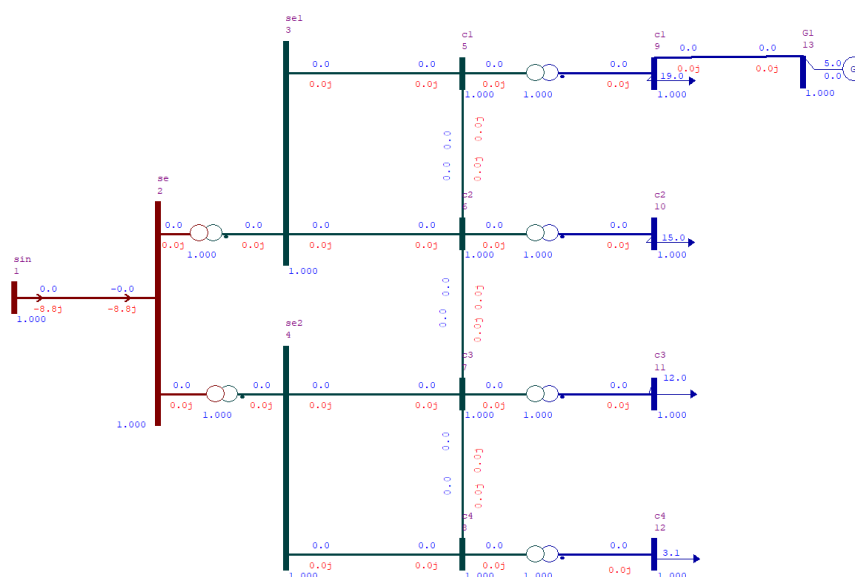 se1
3
0.0 0.0
0.0j 0.0j
c1
5
0.0 0.0
0.0j 0.0j
1.000 1.000
c1
9
19.0
1.000
0.0 0.0
0.0j 0.0j
G1
13
5.0
0.0
G
1.000
0.0 0.0
0.0j 0.0j
se
2
0.0 0.0
0.0j 0.0j
1.000
0.0 0.0
0.0j 0.0j
1.000
c2
6
0.0 0.0
0.0j 0.0j
1.000 1.000
c2
10
15.0
1.000
sin
1
0.0 -0.0
-8.8j -8.8j
1.000
0.0 0.0
0.0j 0.0j
se2
4
0.0 0.0
0.0j 0.0j
1.000
1.000
0.0 0.0
0.0j 0.0j
c3
7
0.0 0.0
0.0j 0.0j
1.000 1.000
c3
11
12.0
1.000
0.0 0.0
0.0j 0.0j
0.0 0.0
0.0j 0.0j
1.000
c4
8
0.0 0.0
0.0j 0.0j
1.000 1.000
c4
12
3.1
1.000